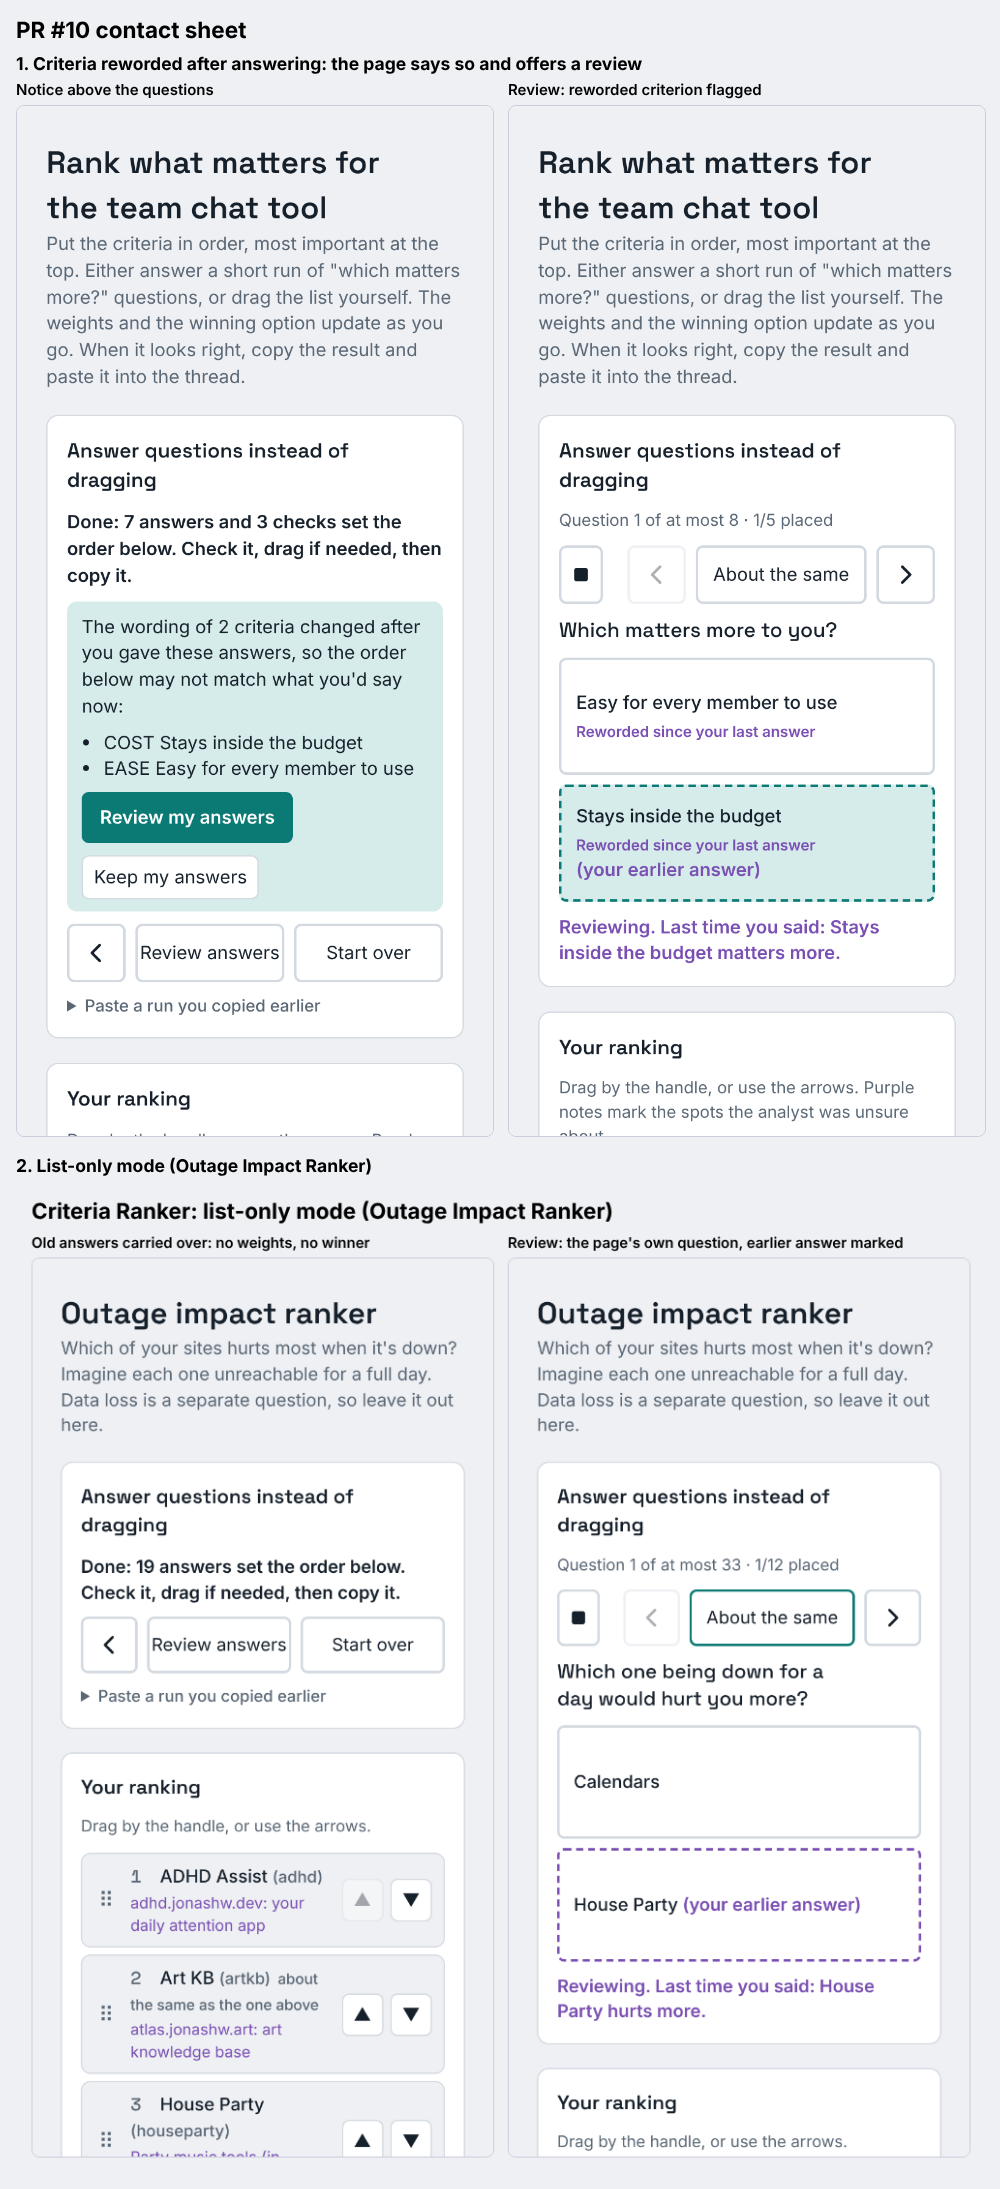 PR #10 contact sheet
1. Criteria reworded after answering: the page says so and offers a review
Notice above the questions
Rank what matters for
the team chat tool
Put the criteria in order, most important at the
top. Either answer a short run of "which matters
more?" questions, or drag the list yourself. The
weights and the winning option update as you
go. When it looks right, copy the result and
paste it into the thread.
Answer questions instead of
dragging
Done: 7 answers and 3 checks set the
order below. Check it, drag if needed, then
copy it.
The wording of 2 criteria changed after
you gave these answers, so the order
below may not match what you'd say
now:
• COST Stays inside the budget
• EASE Easy for every member to use
Review my answers
Keep my answers
Review answers
Start over
Paste a run you copied earlier
Your ranking
Review: reworded criterion flagged
Rank what matters for
the team chat tool
Put the criteria in order, most important at the
top. Either answer a short run of "which matters
more?" questions, or drag the list yourself. The
weights and the winning option update as you
go. When it looks right, copy the result and
paste it into the thread.
Answer questions instead of
dragging
Question 1 of at most 8 · 1/5 placed
About the same
Which matters more to you?
Easy for every member to use
Reworded since your last answer
Stays inside the budget
Reworded since your last answer
(your earlier answer)
Reviewing. Last time you said: Stays
inside the budget matters more.
Your ranking
Drag by the handle, or use the arrows. Purple
notes mark the spots the analyst was unsure
about.
2. List-only mode (Outage Impact Ranker)
Criteria Ranker: list-only mode (Outage Impact Ranker)
Old answers carried over: no weights, no winner
Outage impact ranker
Which of your sites hurts most when it's down?
Imagine each one unreachable for a full day.
Data loss is a separate question, so leave it out
here.
Answer questions instead of
dragging
Done: 19 answers set the order below.
Check it, drag if needed, then copy it.
Review answers
Start over
Paste a run you copied earlier
Your ranking
Drag by the handle, or use the arrows.
1 ADHD Assist (adhd)
adhd.jonashw.dev: your
daily attention app
2 Art KB (artkb) about
the same as the one above
atlas.jonashw.art: art
knowledge base
3 House Party
(houseparty)
Party music tools (in
Review: the page's own question, earlier answer marked
Outage impact ranker
Which of your sites hurts most when it's down?
Imagine each one unreachable for a full day.
Data loss is a separate question, so leave it out
here.
Answer questions instead of
dragging
Question 1 of at most 33 · 1/12 placed
About the same
Which one being down for a
day would hurt you more?
Calendars
House Party (your earlier answer)
Reviewing. Last time you said: House
Party hurts more.
Your ranking
Drag by the handle, or use the arrows.